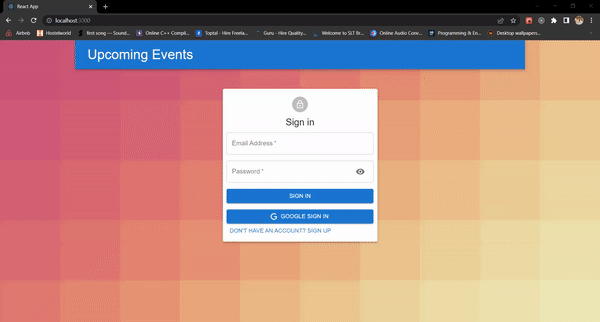 React App
localhost:3000
Airbnb
Hostelworld
first song — Sound...
Online C++ Compil...
Toptal - Hire Freela...
Guru - Hire Quality...
Welcome to SLT Br...
Online Audio Conv...
Programming & En...
Desktop wallpapers...
Upcoming Events
Sign in
Email Address *
Password *
SIGN IN
GOOGLE SIGN IN
DON'T HAVE AN ACCOUNT? SIGN UP